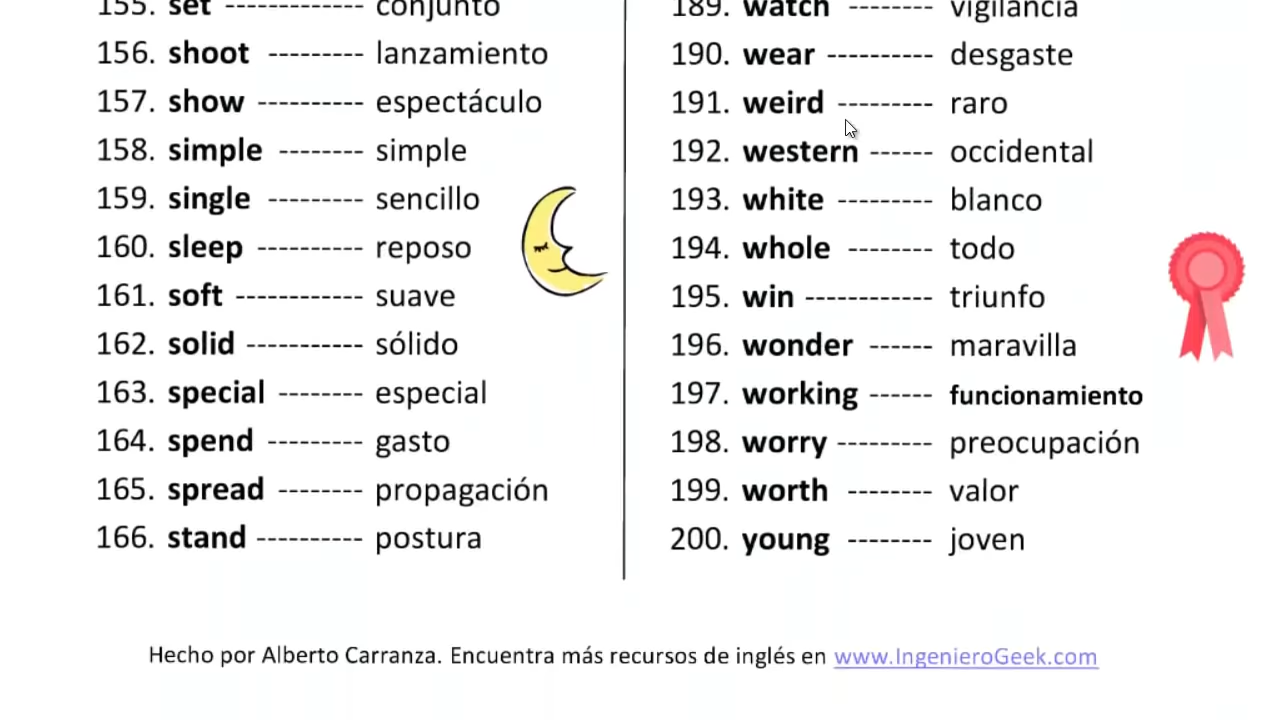 155. set ------------ conjunto
156. shoot --------- lanzamiento
157. show ---------- espectáculo
158. simple -------- simple
159. single --------- sencillo
160. sleep ---------- reposo
161. soft ------------ suave
162. solid ----------- sólido
163. special -------- especial
164. spend --------- gasto
165. spread -------- propagación
166. stand ---------- postura
189. watch -------- vigilancia
190. wear ---------- desgaste
191. weird --------- raro
192. western ------ occidental
193. white --------- blanco
194. whole -------- todo
195. win ------------ triunfo
196. wonder ------ maravilla
197. working ------ funcionamiento
198. worry --------- preocupación
199. worth -------- valor
200. young -------- joven
Hecho por Alberto Carranza. Encuentra más recursos de inglés en www.IngenieroGeek.com